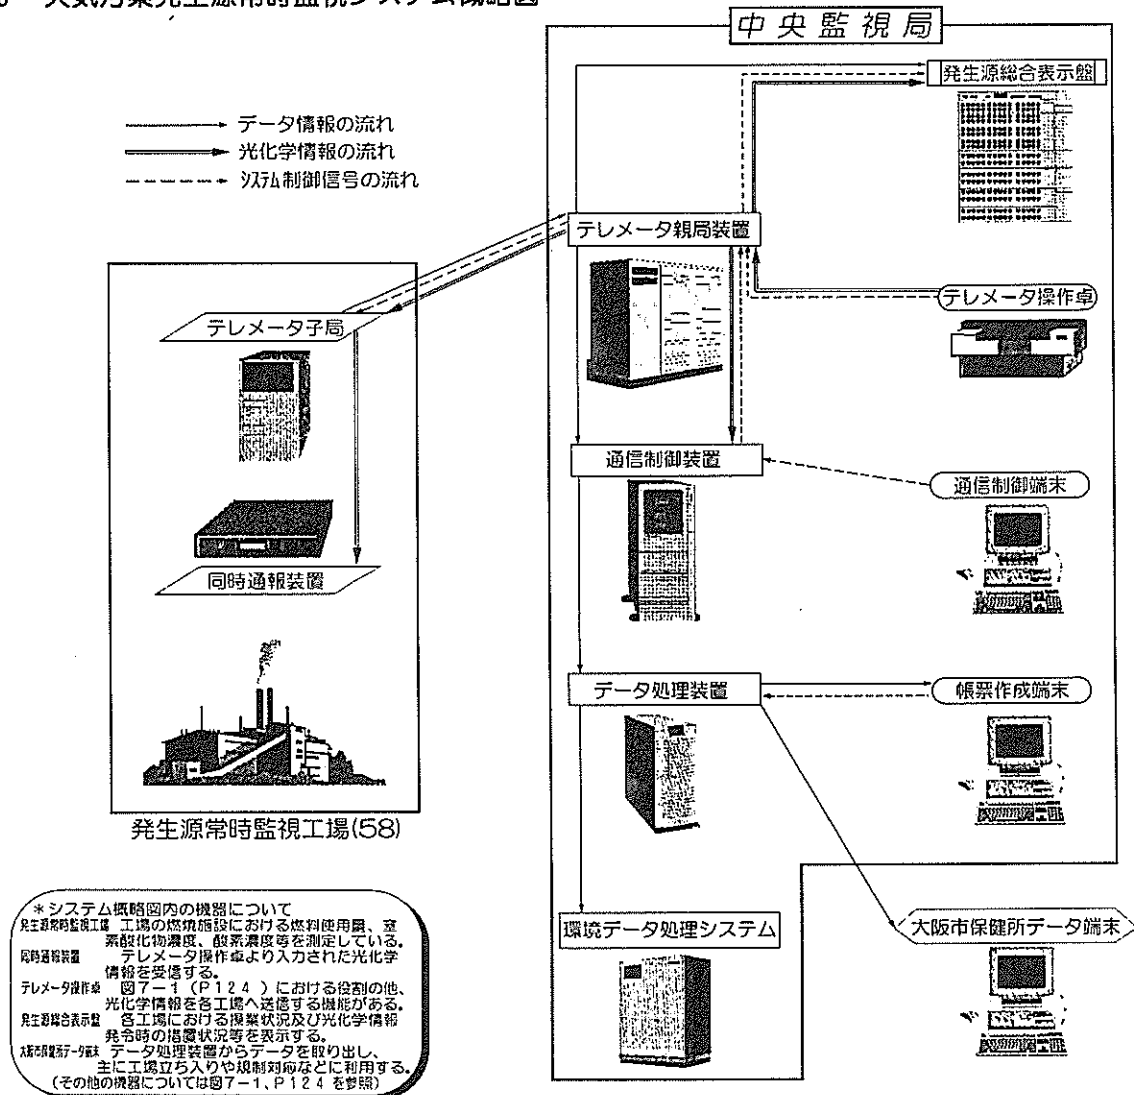 大気汚染発生源常時監視システム概略図
中央監視局
発生源総合表示盤
データ情報の流れ
光化学情報の流れ
システム制御信号の流れ
テレメータ親局装置
テレメータ操作卓
テレメータ子局
通信制御装置
通信制御端末
同時通報装置
データ処理装置
帳票作成端末
発生源常時監視工場(58)
環境データ処理システム
大阪市保健所データ端末
*システム概略図内の機器について
発生源常時監視工場 工場の燃焼施設における燃料使用量、窒
素酸化物濃度、酸素濃度等を測定している。
同時通報装置 テレメータ操作卓より入力された光化学
情報を受信する。
テレメータ操作卓 図7-1(P124)における役割の他、
光化学情報を各工場へ送信する機能がある。
発生源総合表示盤 各工場における操業状況及び光化学情報
発令時の措置状況等を表示する。
大阪市保健所データ端末 データ処理装置からデータを取り出し、
主に工場立ち入りや規制対応などに利用する。
(その他の機器については図7-1、P124を参照)